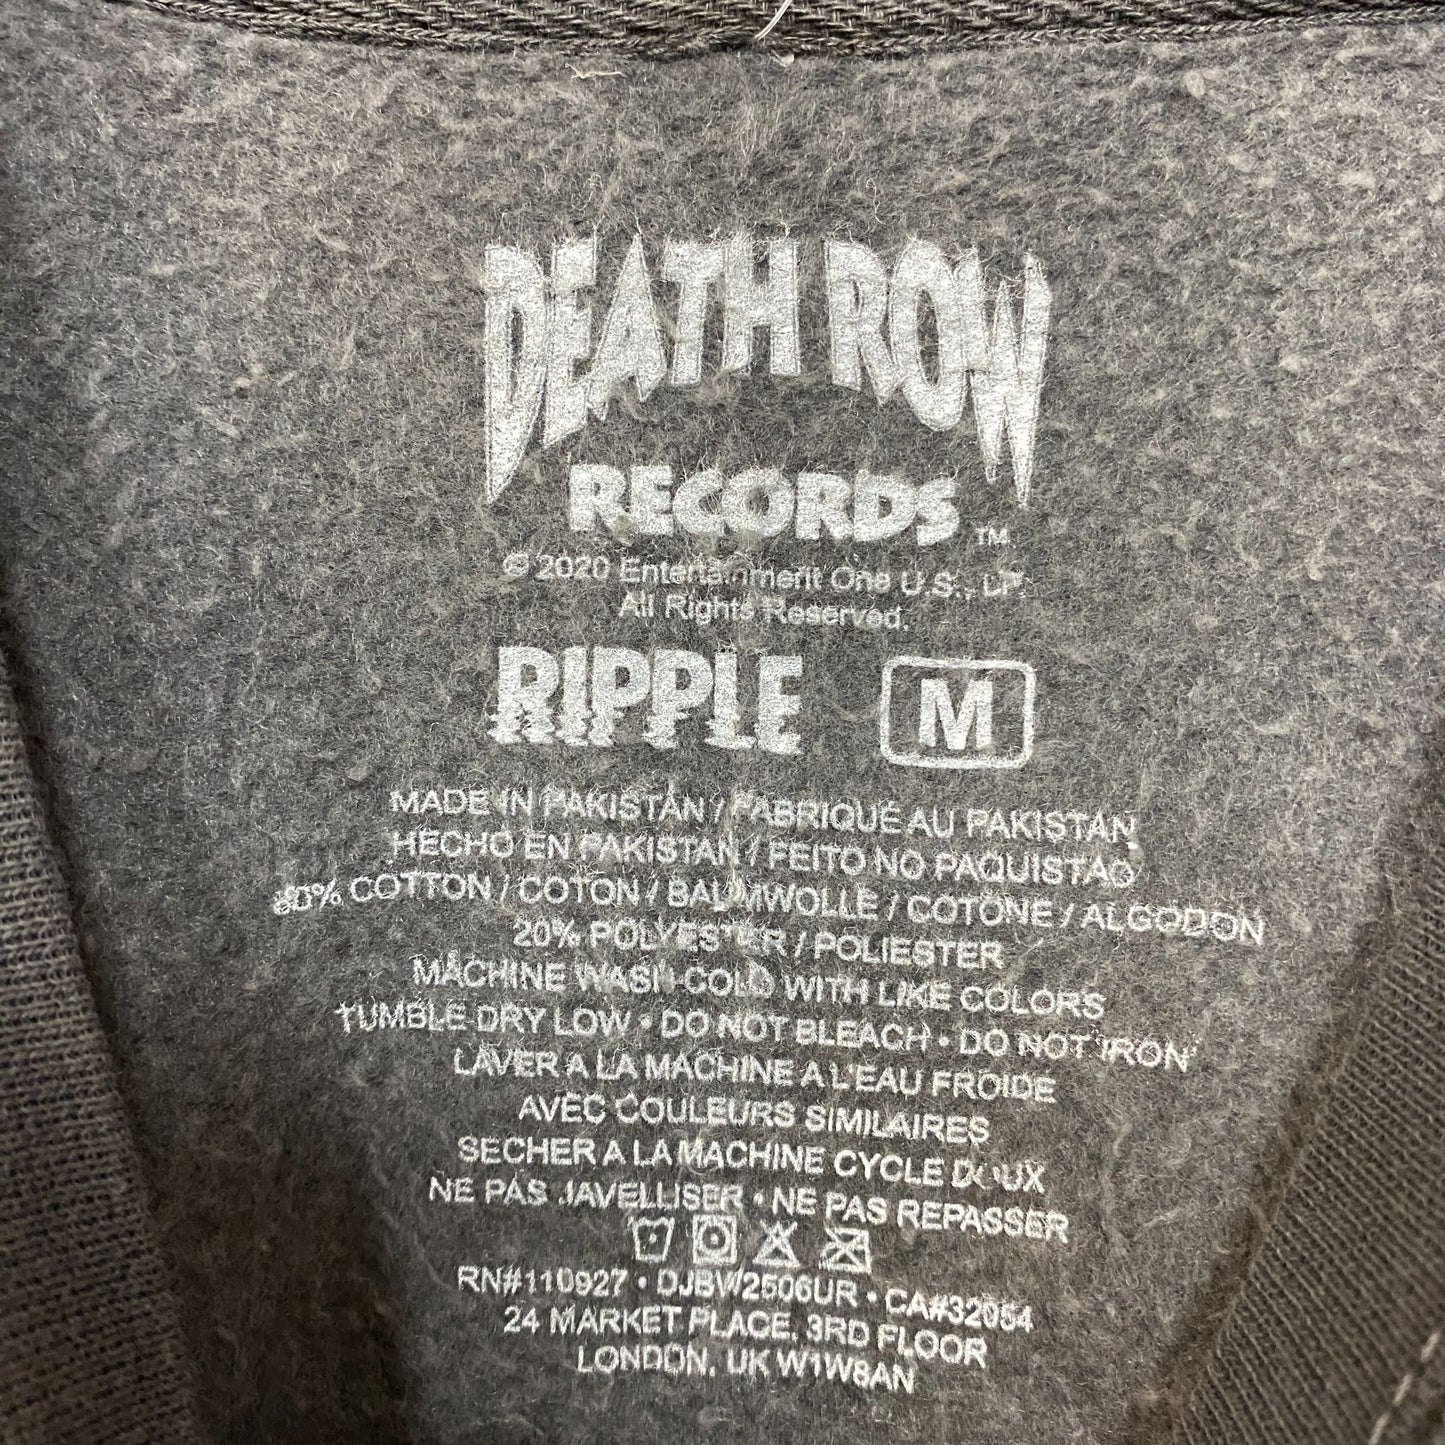 DEATH ROW
RECORDS ™
© 2020 Entertainment One U.S., LP.
All Rights Reserved.
RIPPLE M
MADE IN PAKISTAN / FABRIQUÉ AU PAKISTAN
HECHO EN PAKISTAN / FEITO NO PAQUISTAO
80% COTTON / COTON / BAUMWOLLE / COTONE / ALGODON
20% POLYESTER / POLIESTER
MACHINE WASH COLD WITH LIKE COLORS
TUMBLE DRY LOW • DO NOT BLEACH • DO NOT IRON
LAVER A LA MACHINE A L'EAU FROIDE
AVEC COULEURS SIMILAIRES
SECHER A LA MACHINE CYCLE DOUX
NE PAS JAVELLISER • NE PAS REPASSER
RN#110927 • DJBW2506UR • CA#32054
24 MARKET PLACE, 3RD FLOOR
LONDON, UK W1W8AN